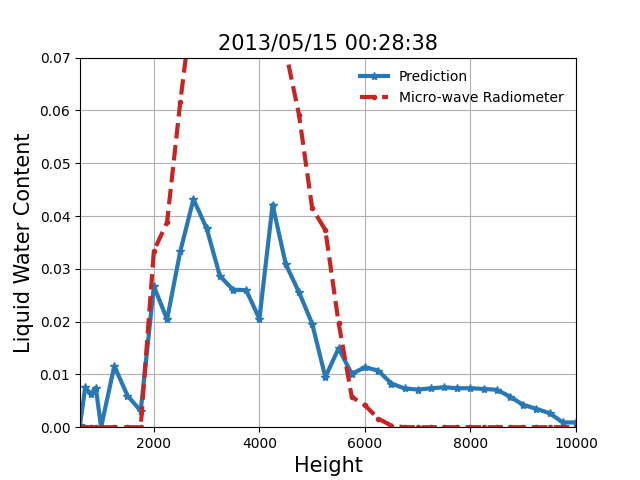 2013/05/15 00:28:38
Prediction
Micro-wave Radiometer
Liquid Water Content
0.07
0.06
0.05
0.04
0.03
0.02
0.01
0.00
2000 4000 6000 8000 10000
Height